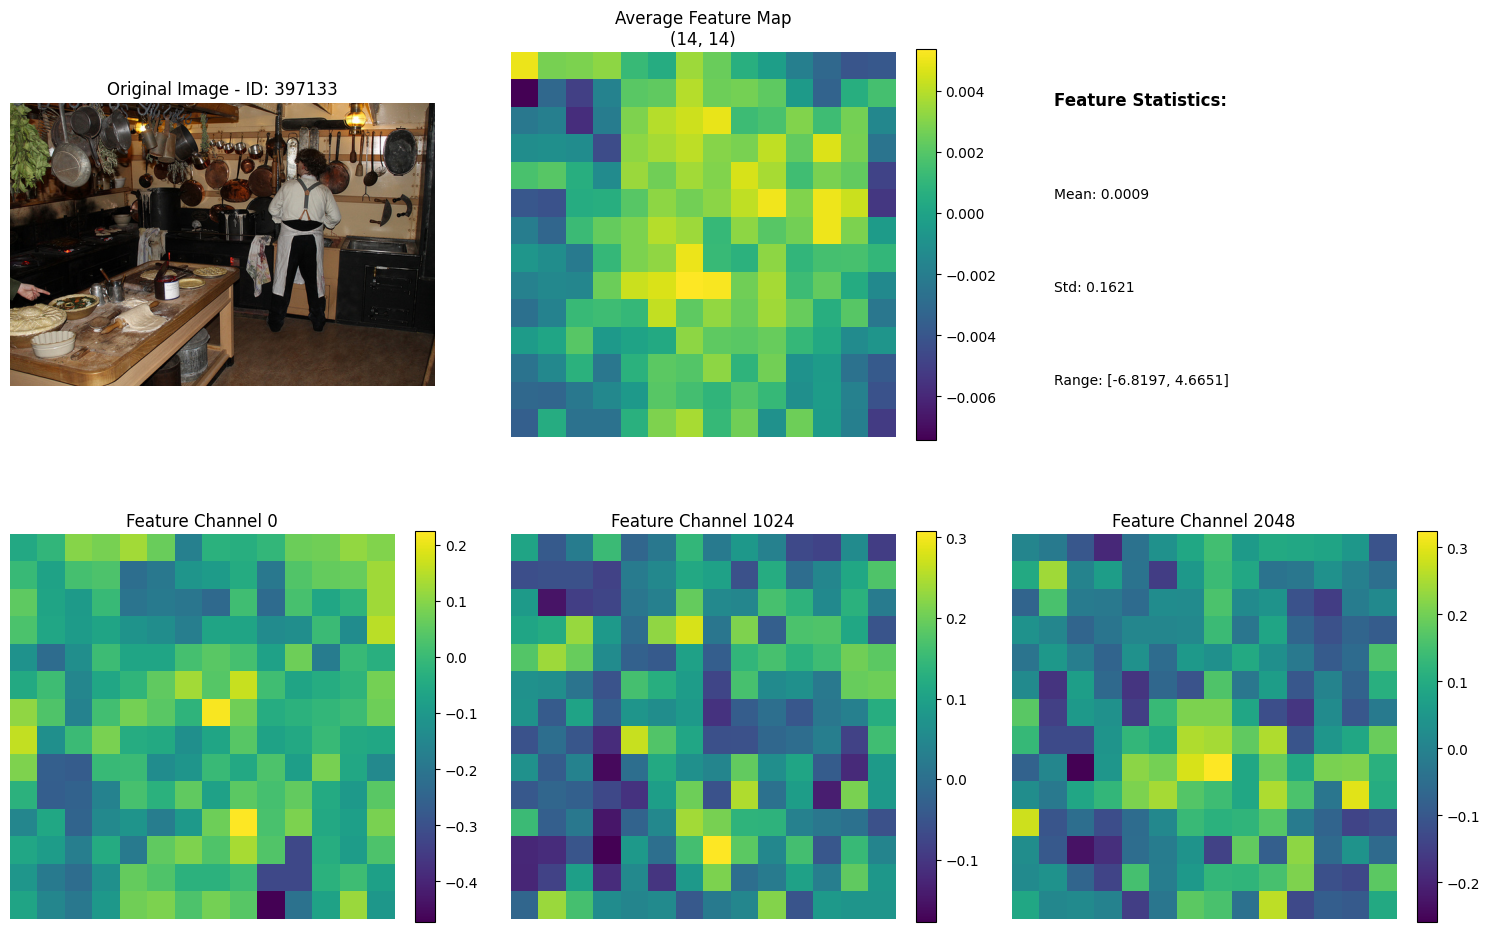 Original Image - ID: 397133
Average Feature Map
(14, 14)
0.004
0.002
0.000
−0.002
−0.004
−0.006
Feature Statistics:
Mean: 0.0009
Std: 0.1621
Range: [-6.8197, 4.6651]
Feature Channel 0
0.2
0.1
0.0
−0.1
−0.2
−0.3
−0.4
Feature Channel 1024
0.3
0.2
0.1
0.0
−0.1
Feature Channel 2048
0.3
0.2
0.1
0.0
−0.1
−0.2